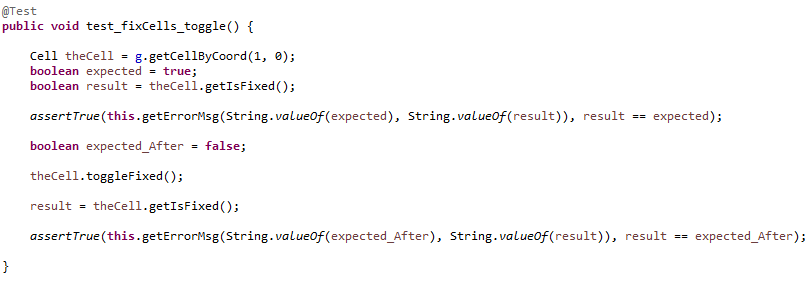 @Test
public void test_fixCells_toggle() {
Cell theCell = g.getCellByCoord(1, 0);
boolean expected = true;
boolean result = theCell.getIsFixed();
assertTrue(this.getErrorMsg(String.valueOf(expected), String.valueOf(result)), result == expected);
boolean expected_After = false;
theCell.toggleFixed();
result = theCell.getIsFixed();
assertTrue(this.getErrorMsg(String.valueOf(expected_After), String.valueOf(result)), result == expected_After);
}